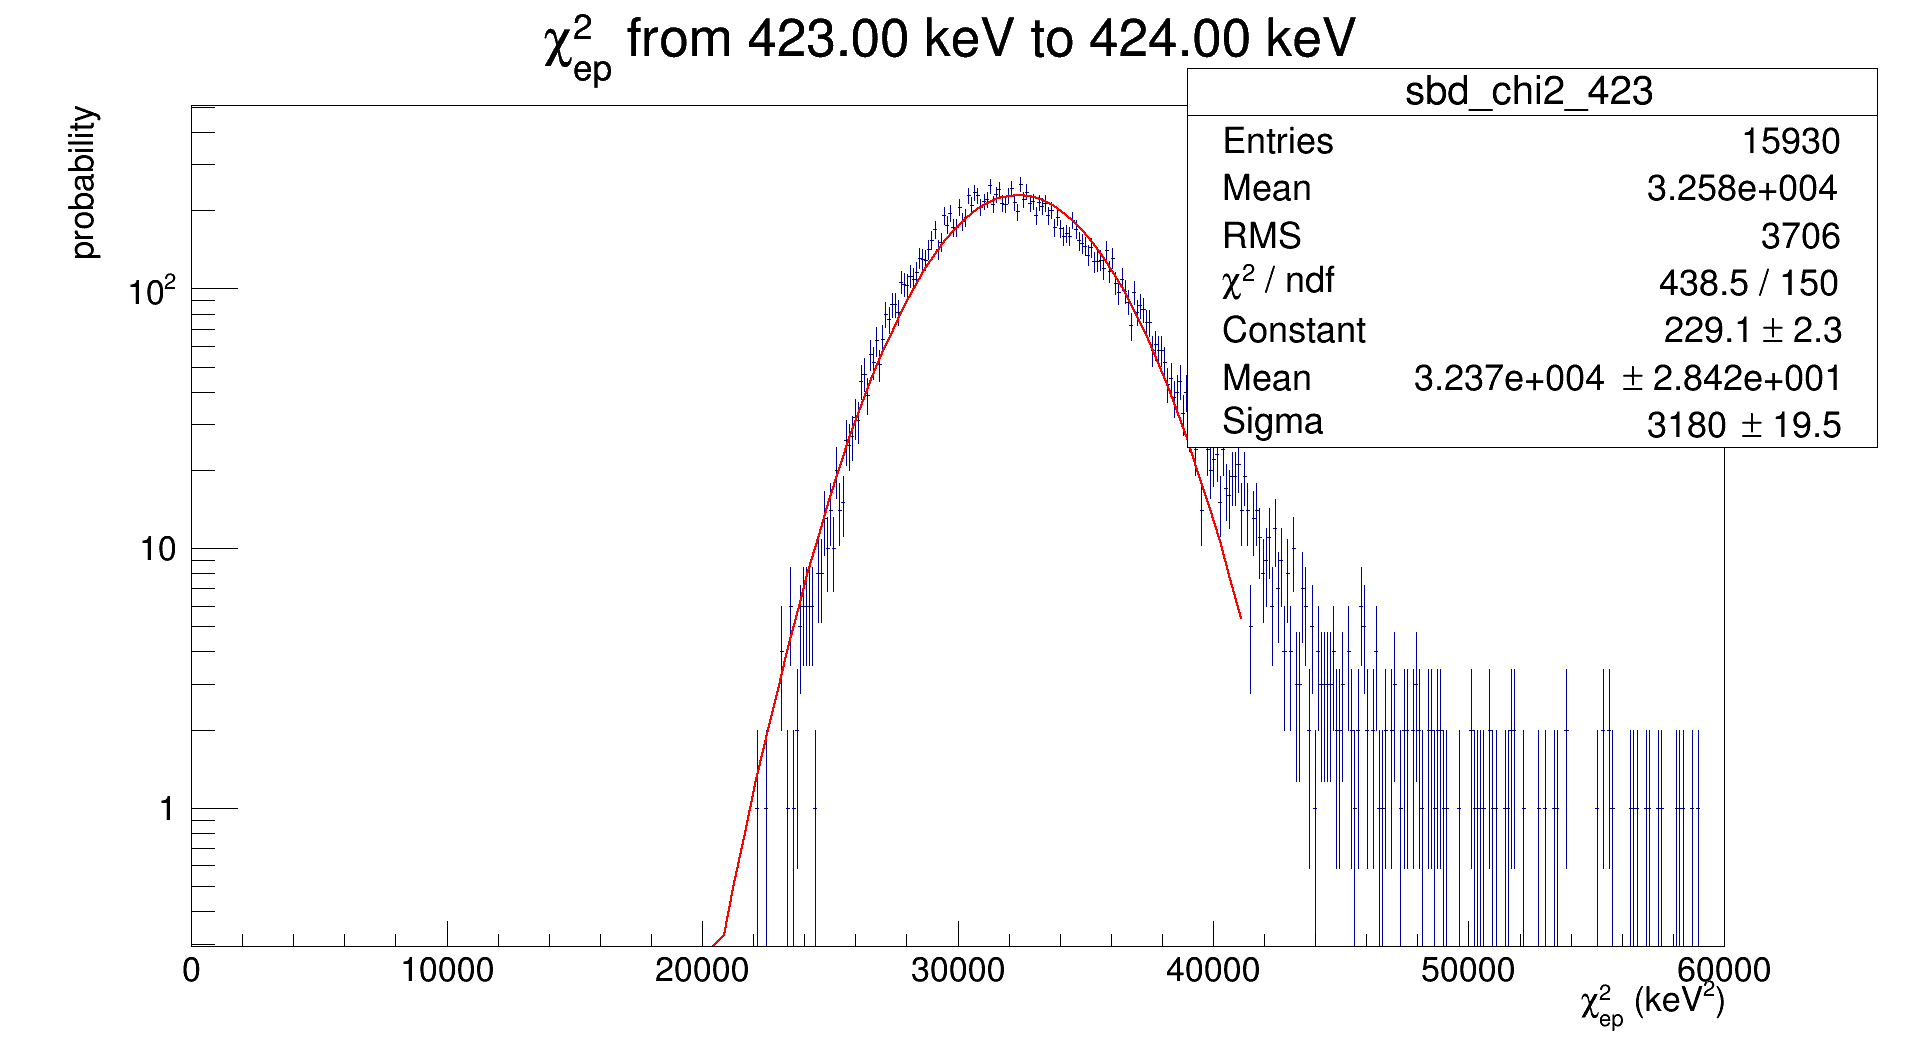 χ²ep from 423.00 keV to 424.00 keV
probability
sbd_chi2_423
Entries 15930
Mean 3.258e+004
RMS 3706
χ² / ndf 438.5 / 150
Constant 229.1 ± 2.3
Mean 3.237e+004 ± 2.842e+001
Sigma 3180 ± 19.5
10²
10
1
0 10000 20000 30000 40000 50000 60000
χ²ep (keV²)